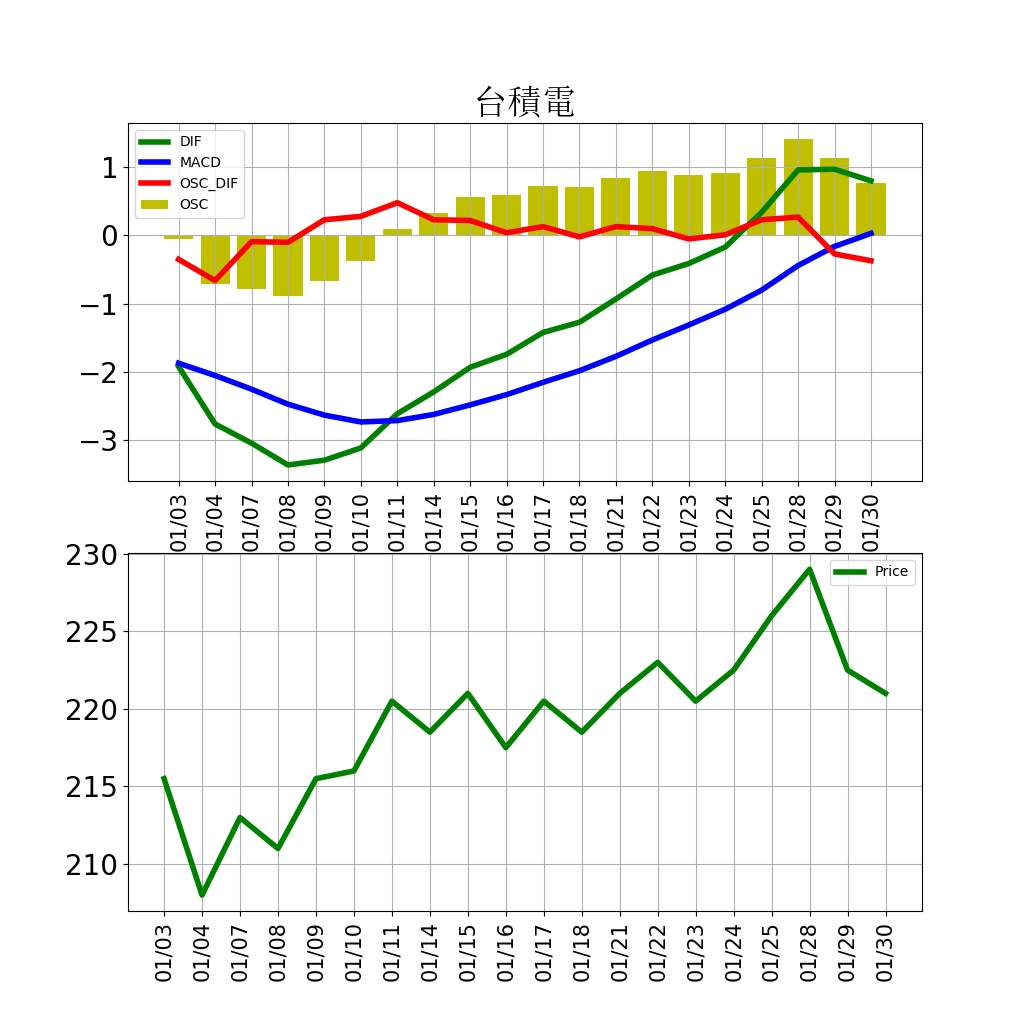 台積電
DIF
MACD
OSC_DIF
OSC
1
0
−1
−2
−3
01/03 01/04 01/07 01/08 01/09 01/10 01/11 01/14 01/15 01/16 01/17 01/18 01/21 01/22 01/23 01/24 01/25 01/28 01/29 01/30
Price
230
225
220
215
210
01/03 01/04 01/07 01/08 01/09 01/10 01/11 01/14 01/15 01/16 01/17 01/18 01/21 01/22 01/23 01/24 01/25 01/28 01/29 01/30